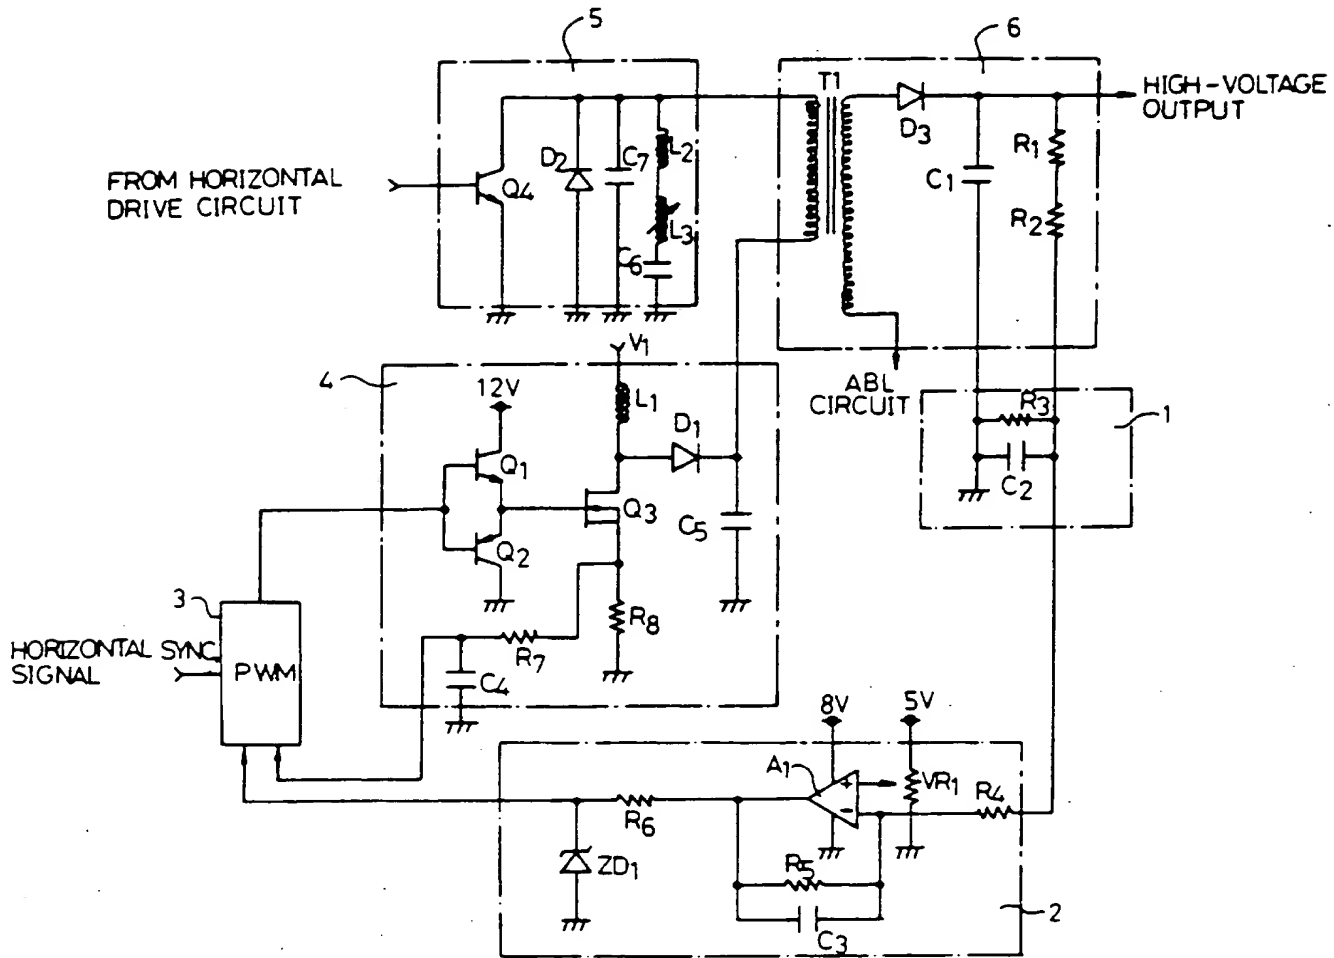 5
6
T1
D3
HIGH-VOLTAGE
OUTPUT
FROM HORIZONTAL
DRIVE CIRCUIT
Q4
D2
C7
L2
L3
C6
C1
R1
R2
ABL
CIRCUIT
V1
4
12V
L1
D1
Q1
Q2
Q3
C5
R8
R7
C4
R3
C2
1
3
HORIZONTAL SYNC
SIGNAL
PWM
8V
5V
A1
+
-
VR1
R4
R6
ZD1
R5
C3
2